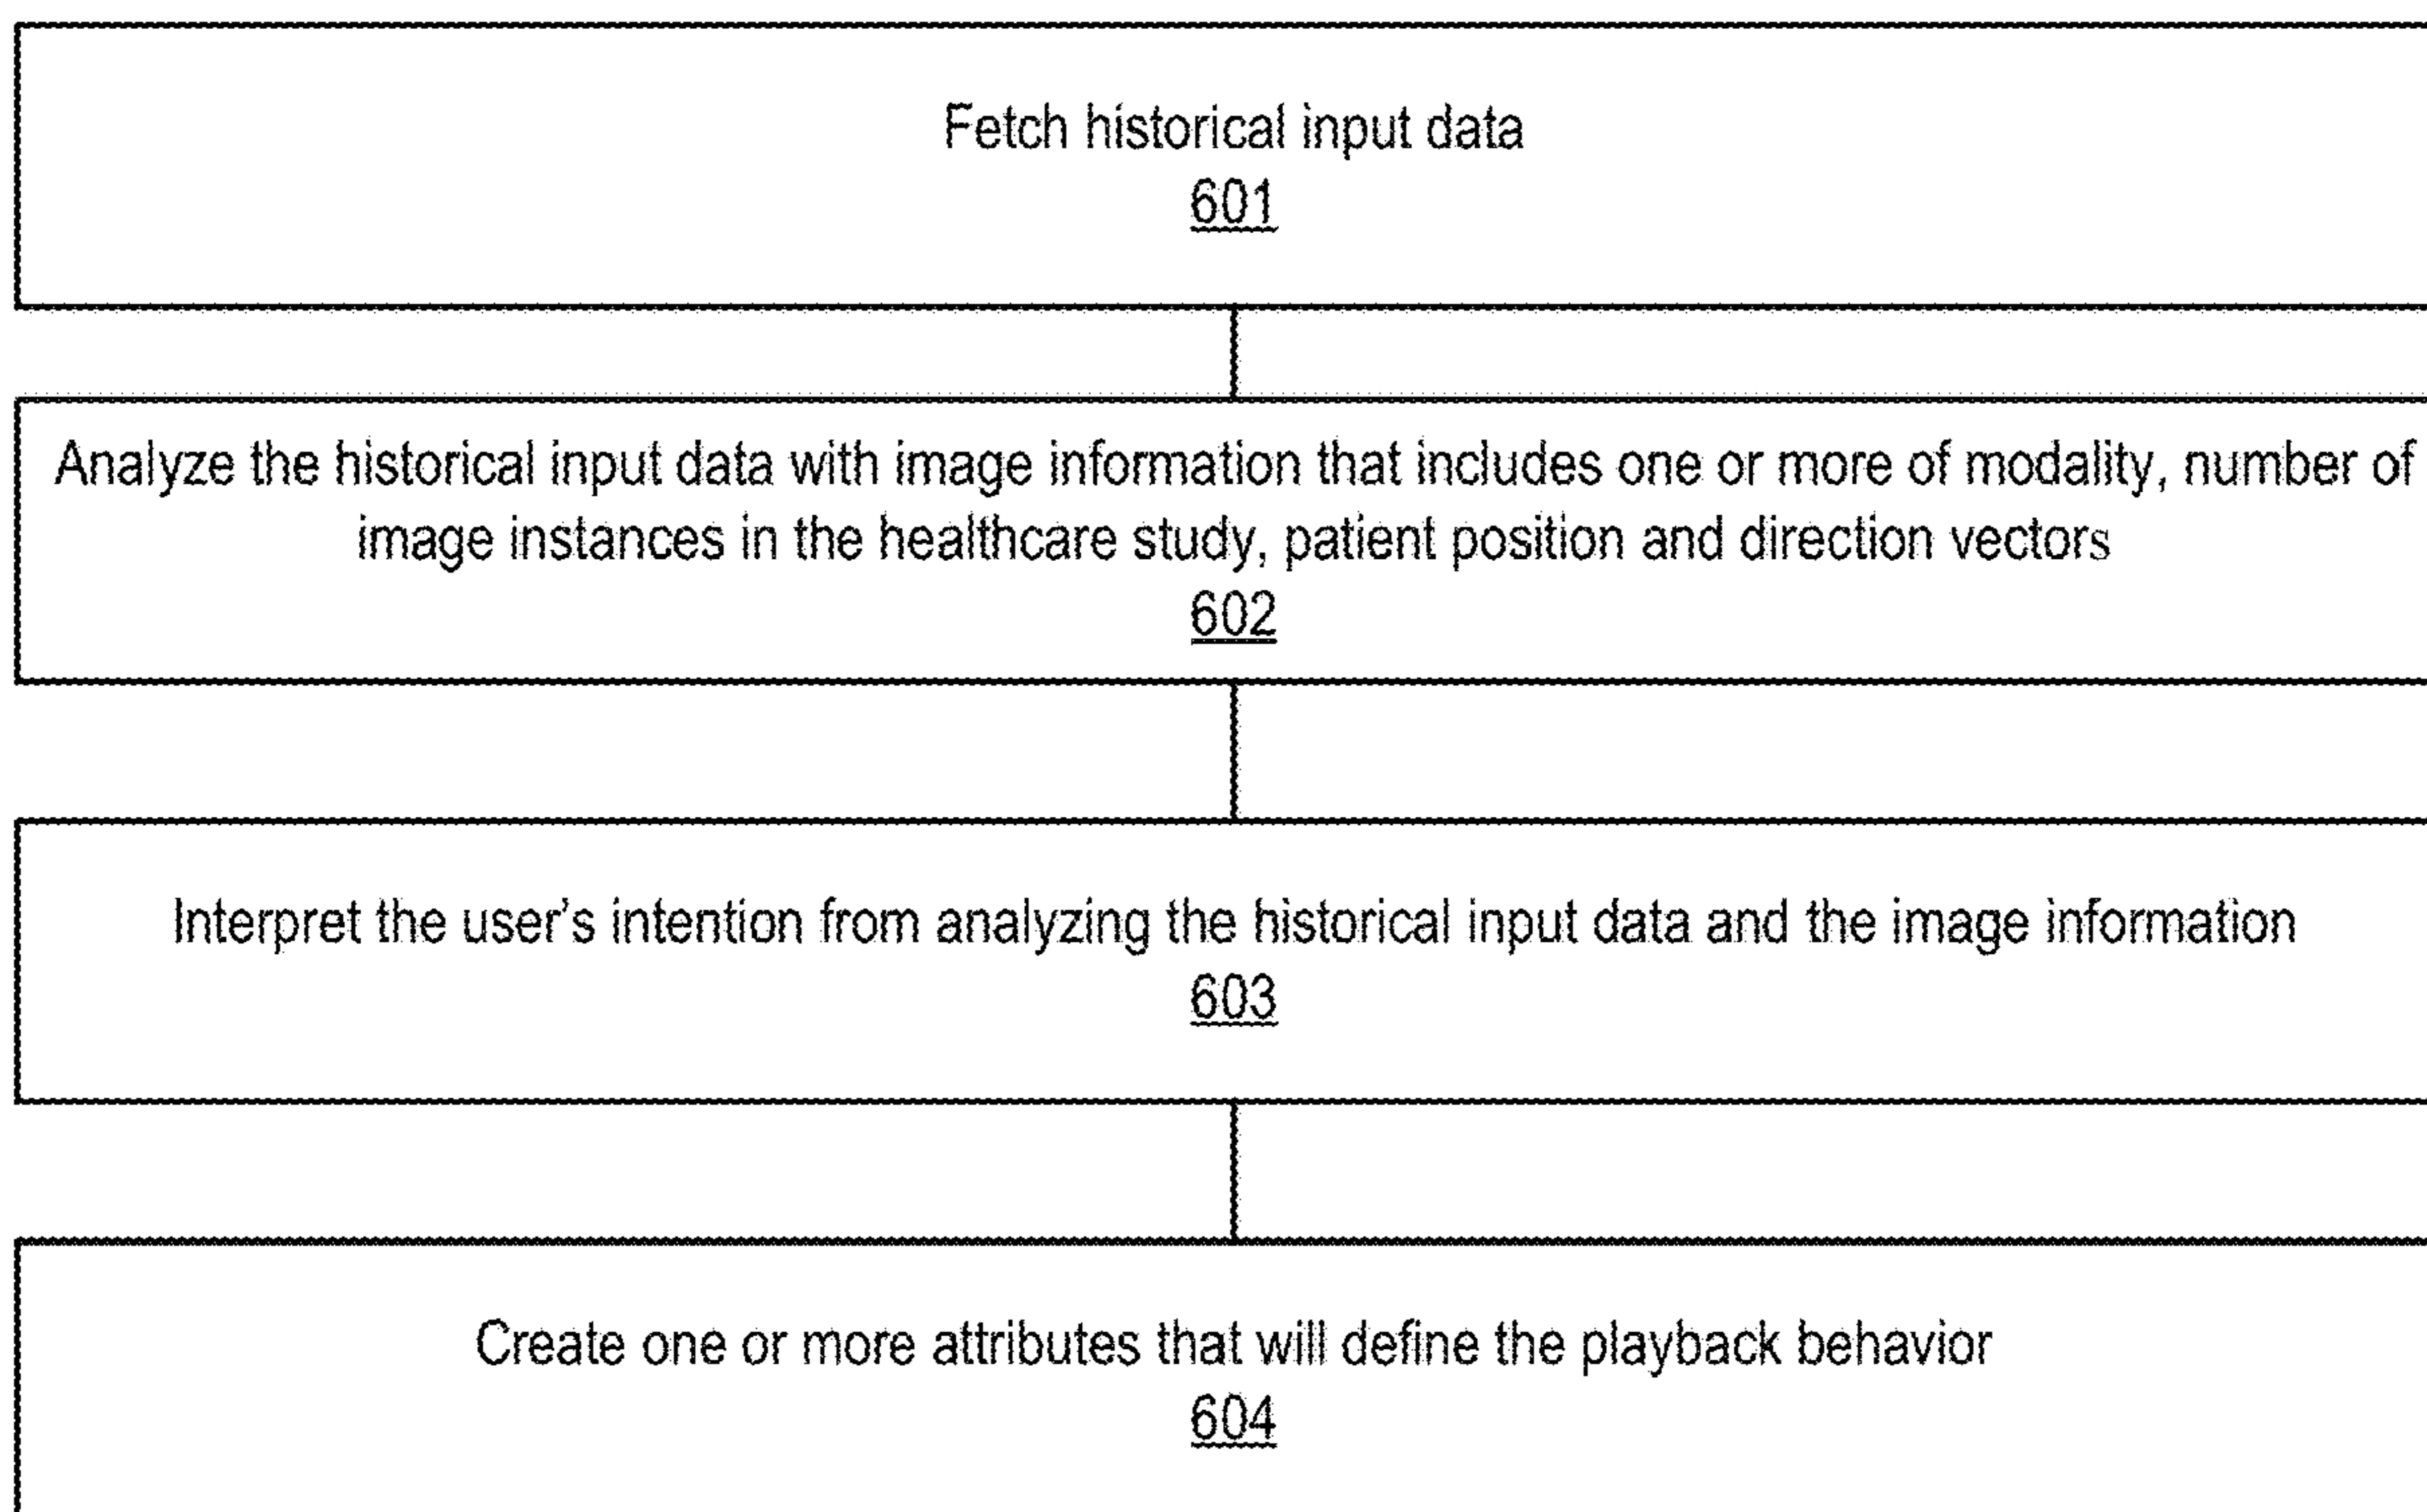 Fetch historical input data
601
Analyze the historical input data with image information that includes one or more of modality, number of
image instances in the healthcare study, patient position and direction vectors
602
Interpret the user's intention from analyzing the historical input data and the image information
603
Create one or more attributes that will define the playback behavior
604